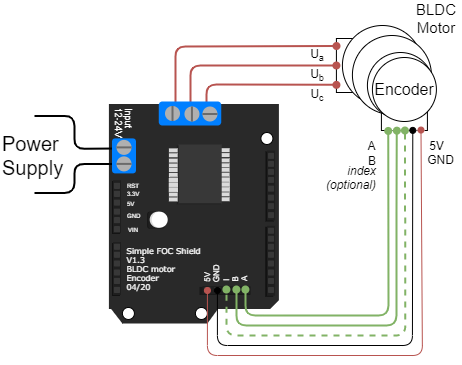 BLDC
Motor
Ua
Ub
Uc
Encoder
Input
12-24V
Power
Supply
A
B
index
(optional)
5V
GND
RST
3.3V
5V
GND
VIN
Simple FOC Shield
V1.3
BLDC motor
Encoder
04/20
5V
GND
I
B
A